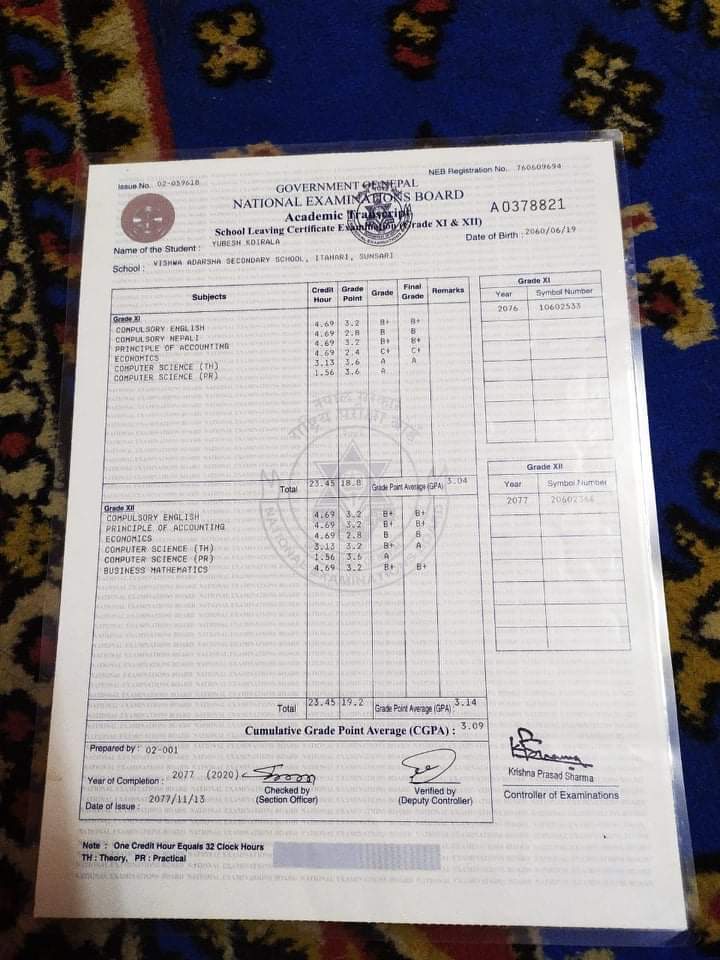 Issue No. 02-059618
NEB Registration No. 760609694
GOVERNMENT OF NEPAL
NATIONAL EXAMINATIONS BOARD
A0378821
Academic Transcript
School Leaving Certificate Examination (Grade XI & XII)
Name of the Student : YUBESH KOIRALA
Date of Birth : 2060/06/19
School : VISHWA ADARSHA SECONDARY SCHOOL, ITAHARI, SUNSARI
Subjects Credit Hour Grade Point Grade Final Grade Remarks
Grade XI
COMPULSORY ENGLISH 4.69 3.2 B+ B+
COMPULSORY NEPALI 4.69 2.8 B B
PRINCIPLE OF ACCOUNTING 4.69 3.2 B+ B+
ECONOMICS 4.69 2.4 C+ C+
COMPUTER SCIENCE (TH) 3.13 3.6 A A
COMPUTER SCIENCE (PR) 1.56 3.6 A
Total 23.45 18.8 Grade Point Average (GPA) 3.04
Grade XI
Year Symbol Number
2076 10602533
Grade XII
COMPULSORY ENGLISH 4.69 3.2 B+ B+
PRINCIPLE OF ACCOUNTING 4.69 3.2 B+ B+
ECONOMICS 4.69 2.8 B B
COMPUTER SCIENCE (TH) 3.13 3.2 B+ A
COMPUTER SCIENCE (PR) 1.56 3.6 A
BUSINESS MATHEMATICS 4.69 3.2 B+ B+
Total 23.45 19.2 Grade Point Average (GPA) : 3.14
Grade XII
Year Symbol Number
2077
Cumulative Grade Point Average (CGPA) : 3.09
Prepared by : 02-001
Year of Completion : 2077 (2020)
Date of Issue : 2077/11/13
Checked by
(Section Officer)
Verified by
(Deputy Controller)
Krishna Prasad Sharma
Controller of Examinations
Note : One Credit Hour Equals 32 Clock Hours
TH : Theory, PR : Practical
राष्ट्रिय परीक्षा बोर्ड
NATIONAL EXAMINATIONS BOARD